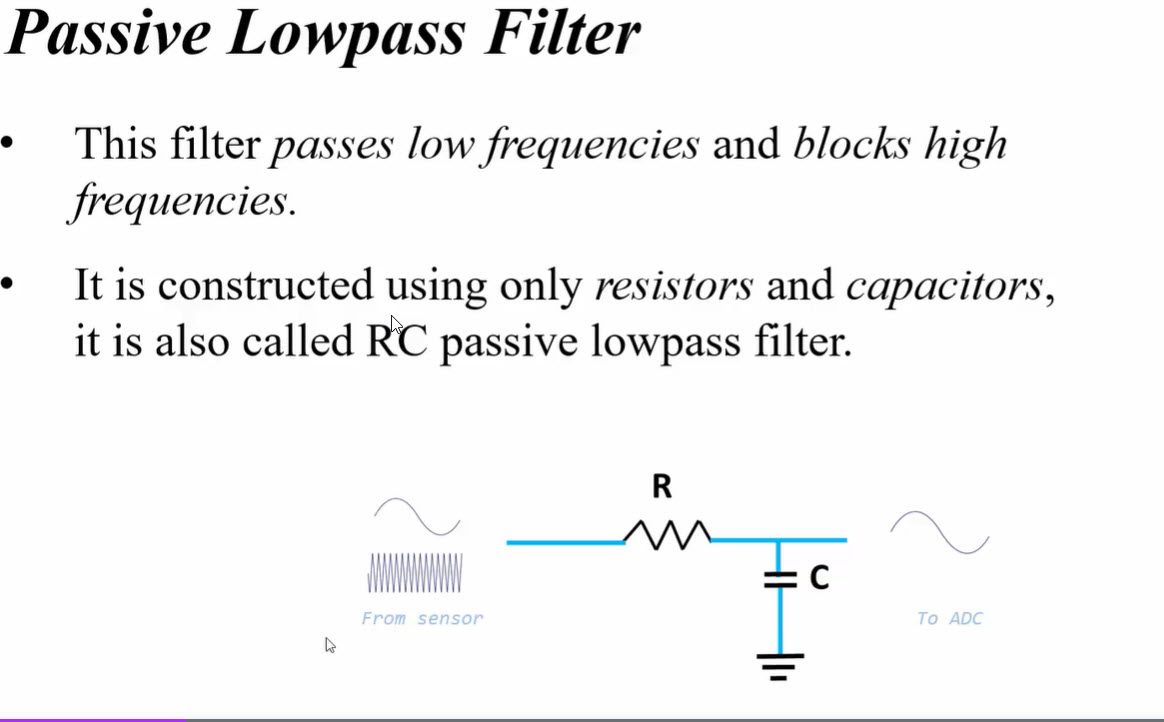 Passive Lowpass Filter
• This filter passes low frequencies and blocks high
frequencies.
• It is constructed using only resistors and capacitors,
it is also called RC passive lowpass filter.
R
C
From sensor
To ADC